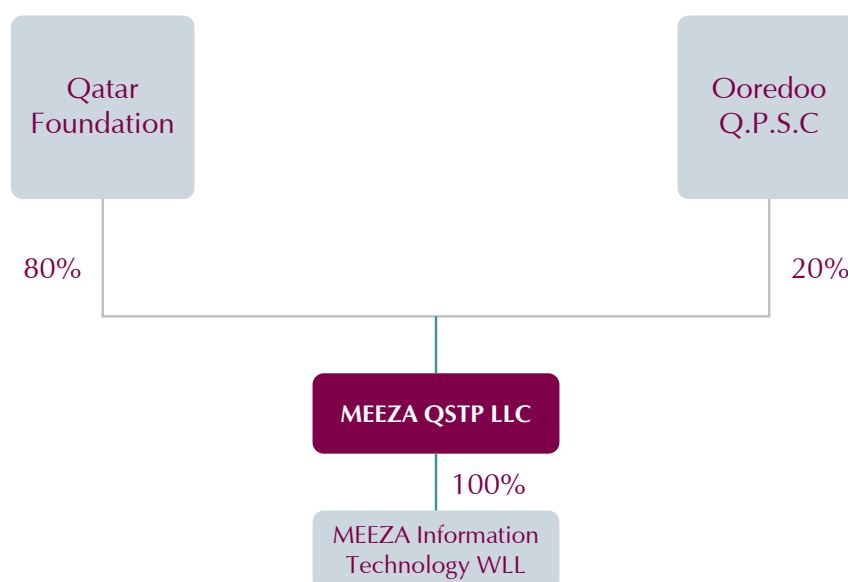 Qatar
Foundation
Ooredoo
Q.P.S.C
80%
20%
MEEZA QSTP LLC
100%
MEEZA Information
Technology WLL